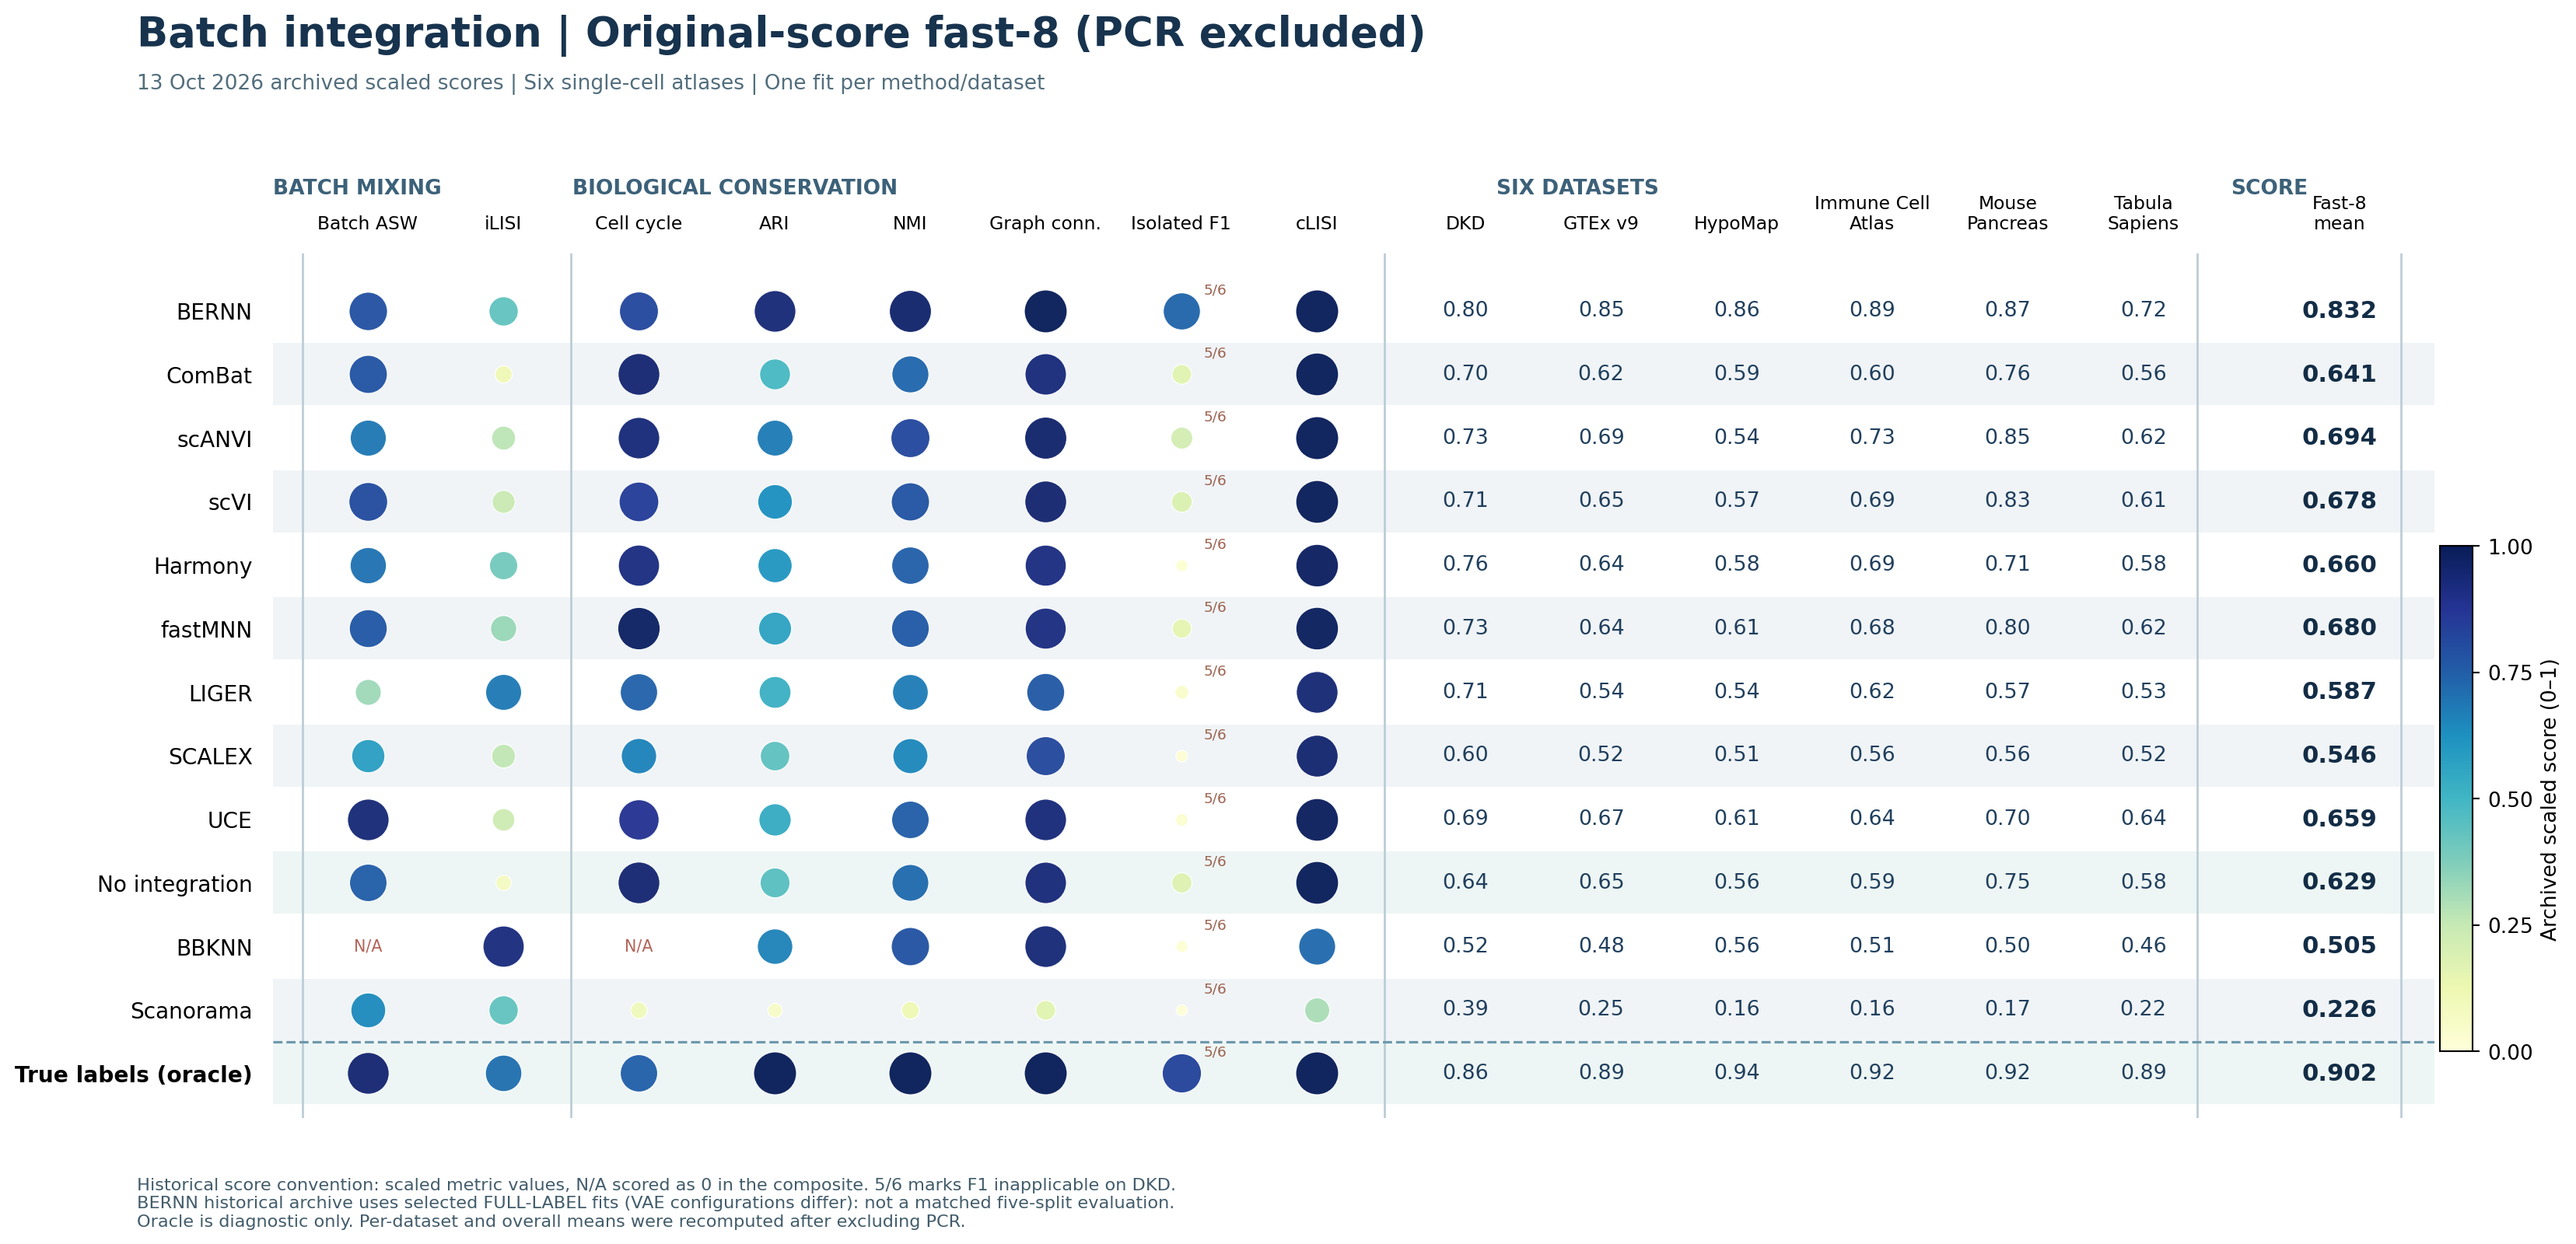 Batch integration | Original-score fast-8 (PCR excluded)
13 Oct 2026 archived scaled scores | Six single-cell atlases | One fit per method/dataset
BATCH MIXING BIOLOGICAL CONSERVATION SIX DATASETS SCORE
Batch ASW iLISI Cell cycle ARI NMI Graph conn. Isolated F1 cLISI DKD GTEx v9 HypoMap Immune Cell Atlas Mouse Pancreas Tabula Sapiens Fast-8 mean
BERNN 5/6 0.80 0.85 0.86 0.89 0.87 0.72 0.832
ComBat 5/6 0.70 0.62 0.59 0.60 0.76 0.56 0.641
scANVI 5/6 0.73 0.69 0.54 0.73 0.85 0.62 0.694
scVI 5/6 0.71 0.65 0.57 0.69 0.83 0.61 0.678
Harmony 5/6 0.76 0.64 0.58 0.69 0.71 0.58 0.660
fastMNN 5/6 0.73 0.64 0.61 0.68 0.80 0.62 0.680
LIGER 5/6 0.71 0.54 0.54 0.62 0.57 0.53 0.587
SCALEX 5/6 0.60 0.52 0.51 0.56 0.56 0.52 0.546
UCE 5/6 0.69 0.67 0.61 0.64 0.70 0.64 0.659
No integration 5/6 0.64 0.65 0.56 0.59 0.75 0.58 0.629
BBKNN N/A N/A 5/6 0.52 0.48 0.56 0.51 0.50 0.46 0.505
Scanorama 5/6 0.39 0.25 0.16 0.16 0.17 0.22 0.226
True labels (oracle) 5/6 0.86 0.89 0.94 0.92 0.92 0.89 0.902
1.00
0.75
0.50
0.25
0.00
Archived scaled score (0–1)
Historical score convention: scaled metric values, N/A scored as 0 in the composite. 5/6 marks F1 inapplicable on DKD.
BERNN historical archive uses selected FULL-LABEL fits (VAE configurations differ): not a matched five-split evaluation.
Oracle is diagnostic only. Per-dataset and overall means were recomputed after excluding PCR.